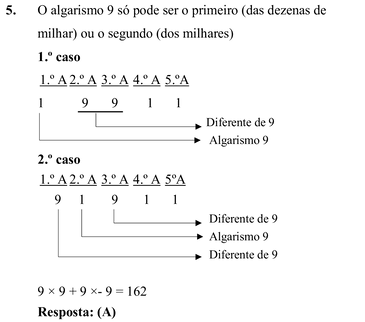 5. O algarismo 9 só pode ser o primeiro (das dezenas de
milhar) ou o segundo (dos milhares)
1.º caso
1.º A 2.º A 3.º A 4.º A 5.ºA
1 9 9 1 1
Diferente de 9
Algarismo 9
2.º caso
1.º A 2.º A 3.º A 4.º A 5ºA
9 1 9 1 1
Diferente de 9
Algarismo 9
Diferente de 9
9 × 9 + 9 ×- 9 = 162
Resposta: (A)